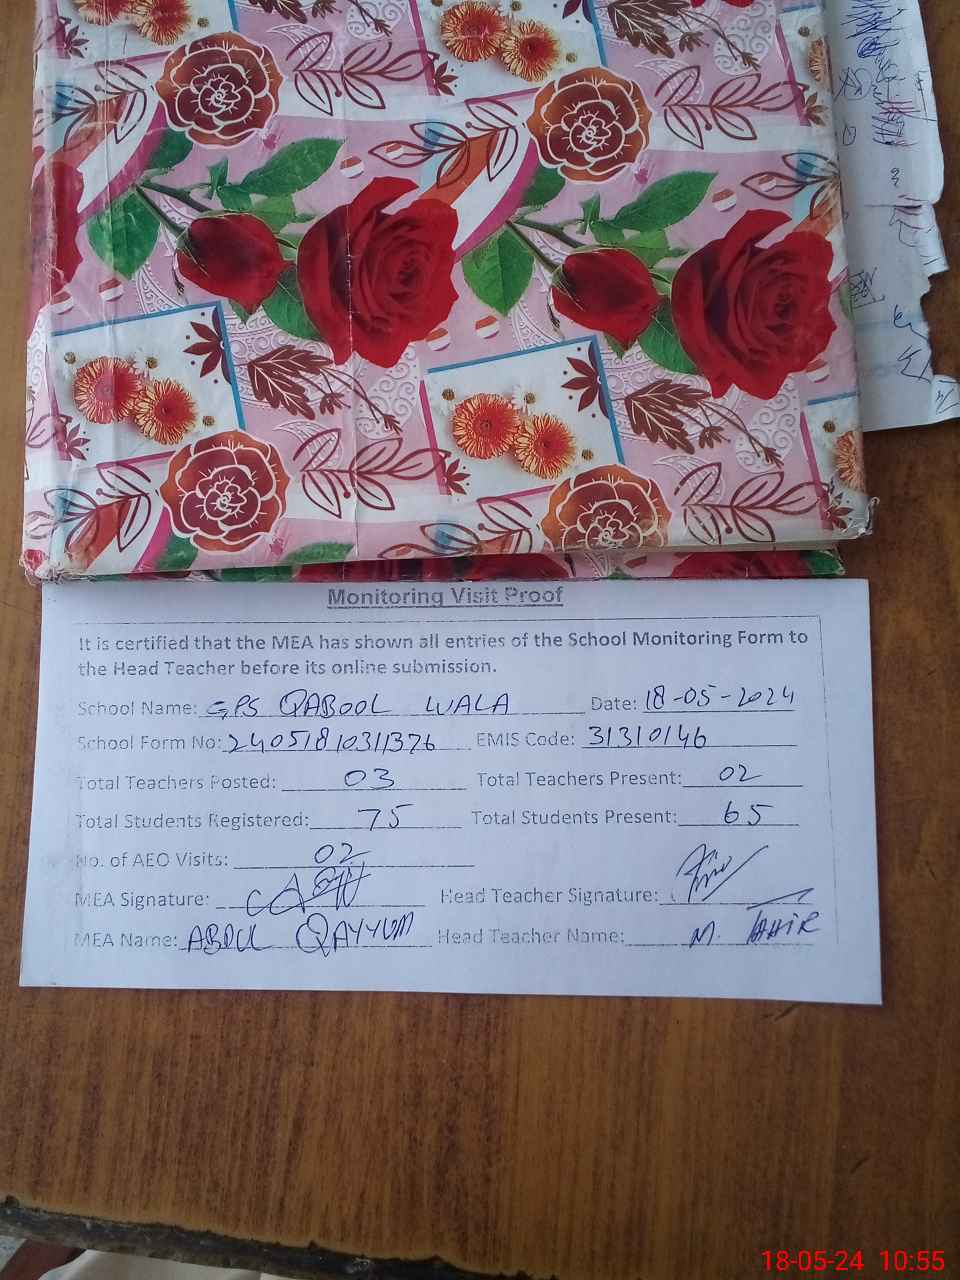 Monitoring Visit Proof
It is certified that the MEA has shown all entries of the School Monitoring Form to
the Head Teacher before its online submission.
School Name: GPS QABOOL WALA Date: 18-05-2024
School Form No: 2405181031376 EMIS Code: 31310146
Total Teachers Posted: 03 Total Teachers Present: 02
Total Students Registered: 75 Total Students Present: 65
No. of AEO Visits: 02
MEA Signature: Head Teacher Signature:
MEA Name: ABDUL QAYYUM Head Teacher Name: M. TAHIR
18-05-24 10:55